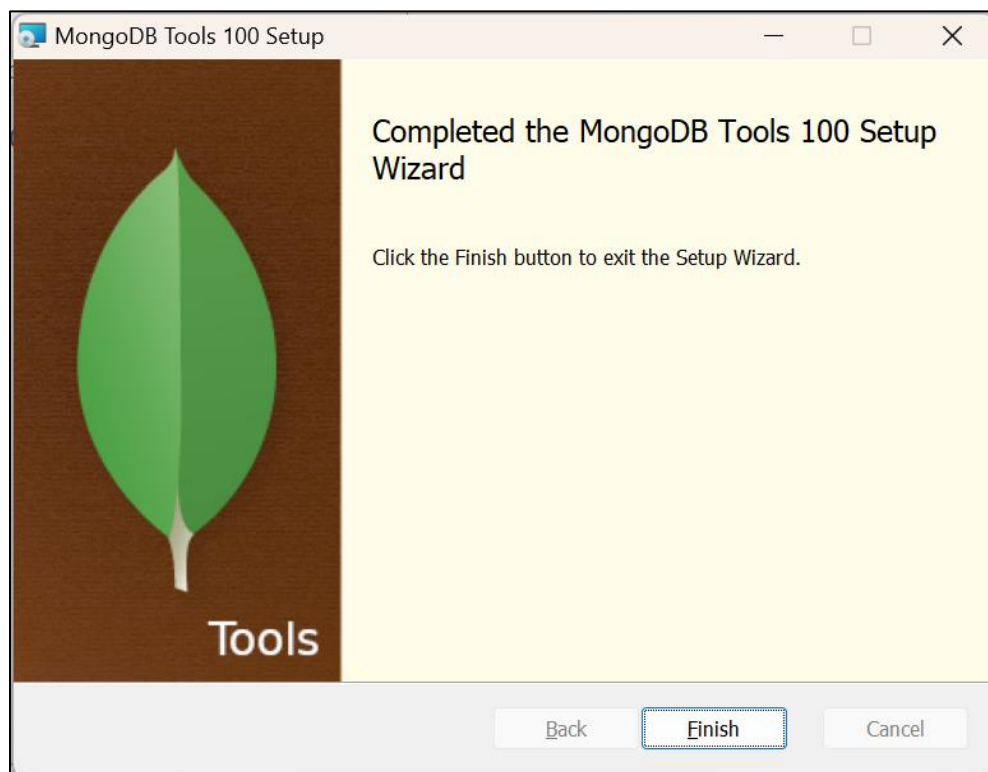 MongoDB Tools 100 Setup
Completed the MongoDB Tools 100 Setup
Wizard
Click the Finish button to exit the Setup Wizard.
Tools
Back
Finish
Cancel